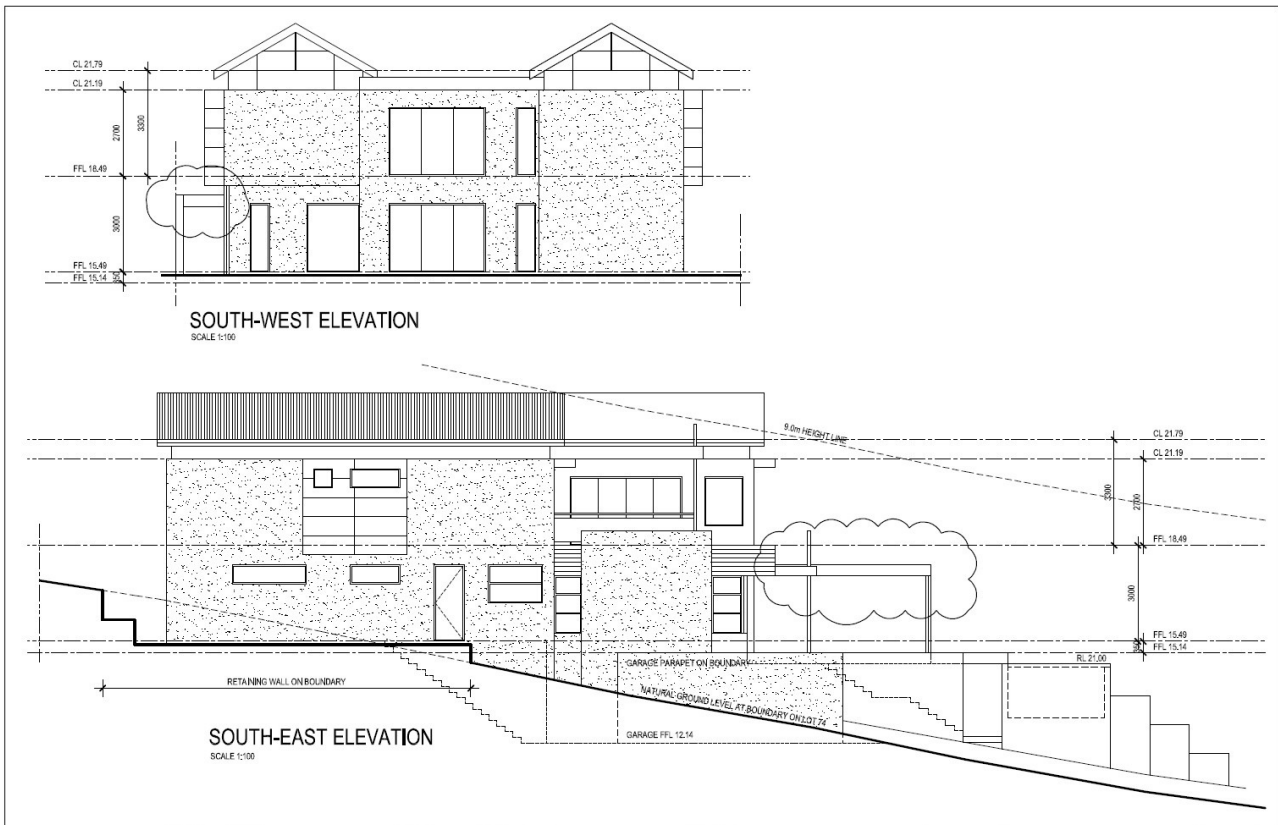 CL 21.79
CL 21.19
2700
3300
FFL 18.49
3000
FFL 15.49
FFL 15.14
350
SOUTH-WEST ELEVATION
SCALE 1:100
9.0m HEIGHT LINE
CL 21.79
CL 21.19
3300
2700
FFL 18.49
3000
FFL 15.49
FFL 15.14
350
RL 21.00
GARAGE PARAPET ON BOUNDARY
RETAINING WALL ON BOUNDARY
NATURAL GROUND LEVEL AT BOUNDARY ON LOT 74
GARAGE FFL 12.14
SOUTH-EAST ELEVATION
SCALE 1:100